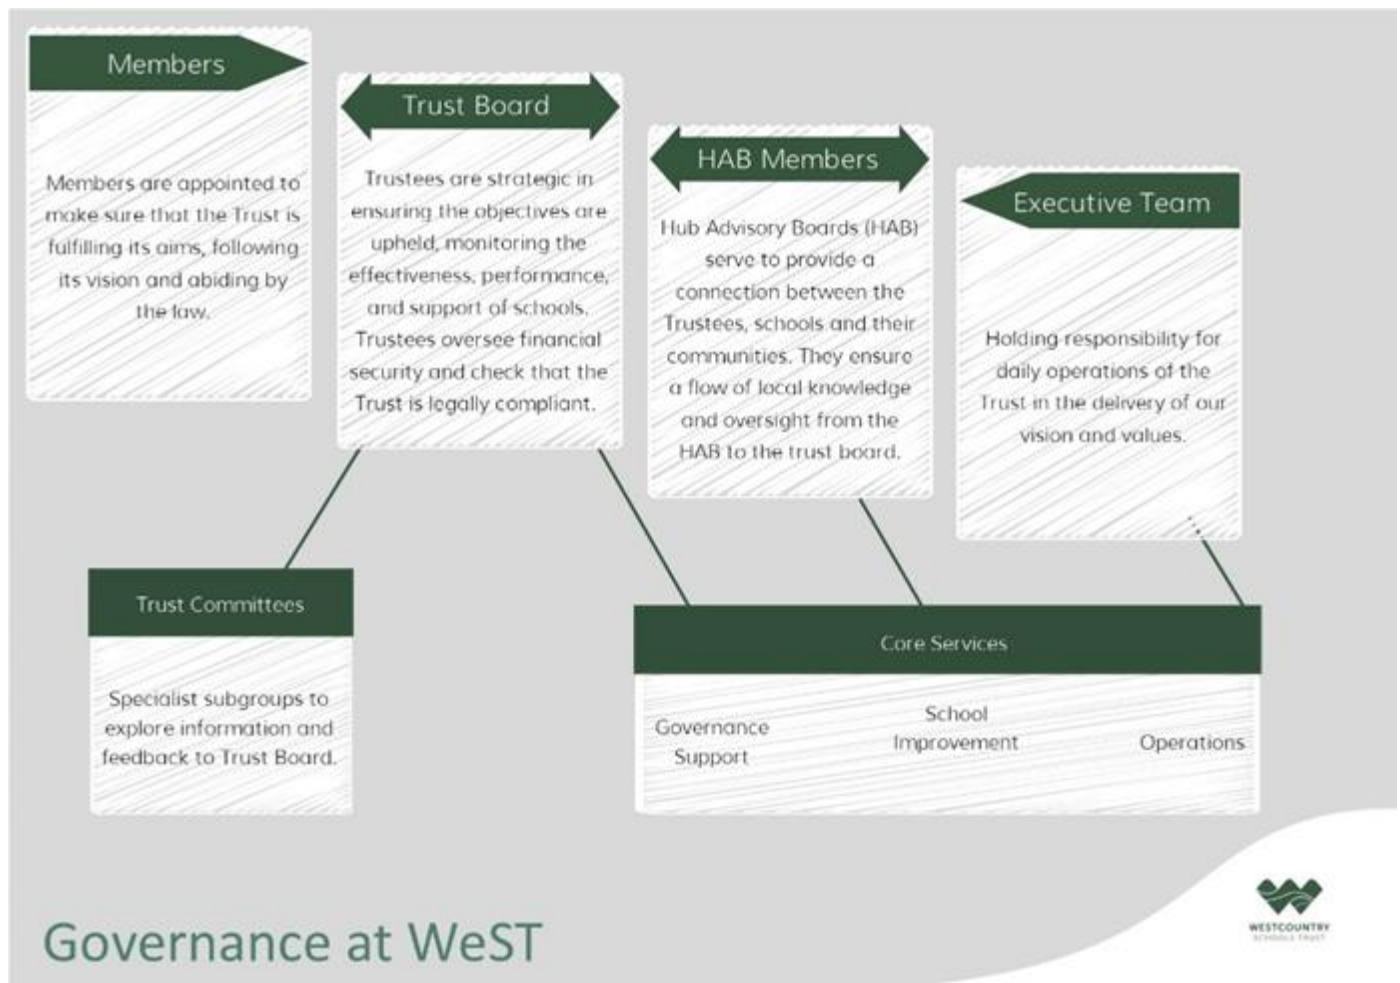 Members
Members are appointed to
make sure that the Trust is
fulfilling its aims, following
its vision and abiding by
the law.
Trust Board
Trustees are strategic in
ensuring the objectives are
upheld, monitoring the
effectiveness, performance,
and support of schools.
Trustees oversee financial
security and check that the
Trust is legally compliant.
HAB Members
Hub Advisory Boards (HAB)
serve to provide a
connection between the
Trustees, schools and their
communities. They ensure
a flow of local knowledge
and oversight from the
HAB to the trust board.
Executive Team
Holding responsibility for
daily operations of the
Trust in the delivery of our
vision and values.
Trust Committees
Specialist subgroups to
explore information and
feedback to Trust Board.
Core Services
Governance
Support
School
Improvement
Operations
Governance at WeST
WESTCOUNTRY
SCHOOLS TRUST